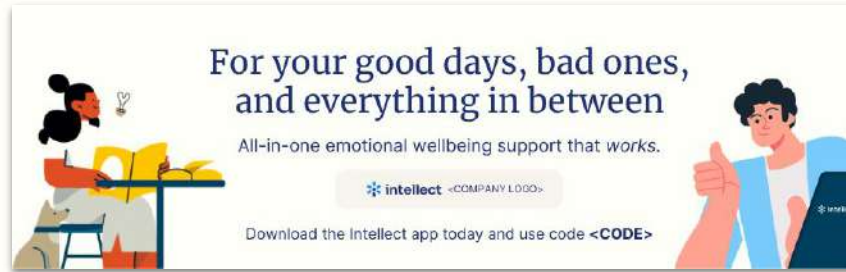 For your good days, bad ones,
and everything in between
All-in-one emotional wellbeing support that works.
intellect <COMPANY LOGO>
Download the Intellect app today and use code <CODE>